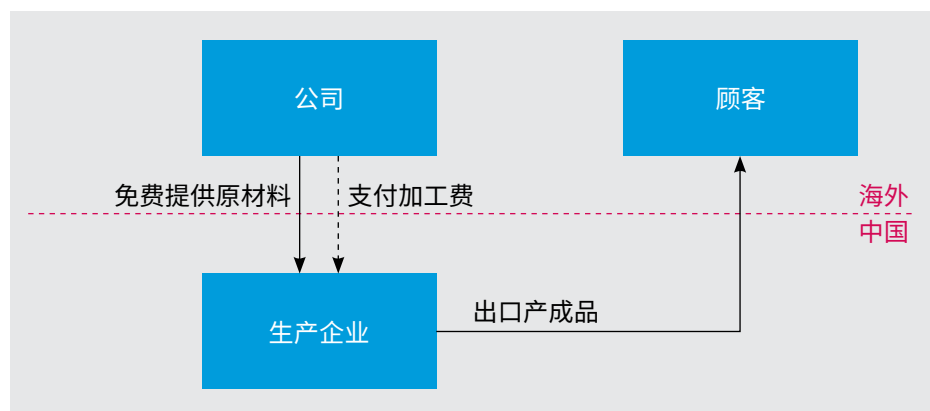 公司
顾客
免费提供原材料
支付加工费
海外
中国
生产企业
出口产成品